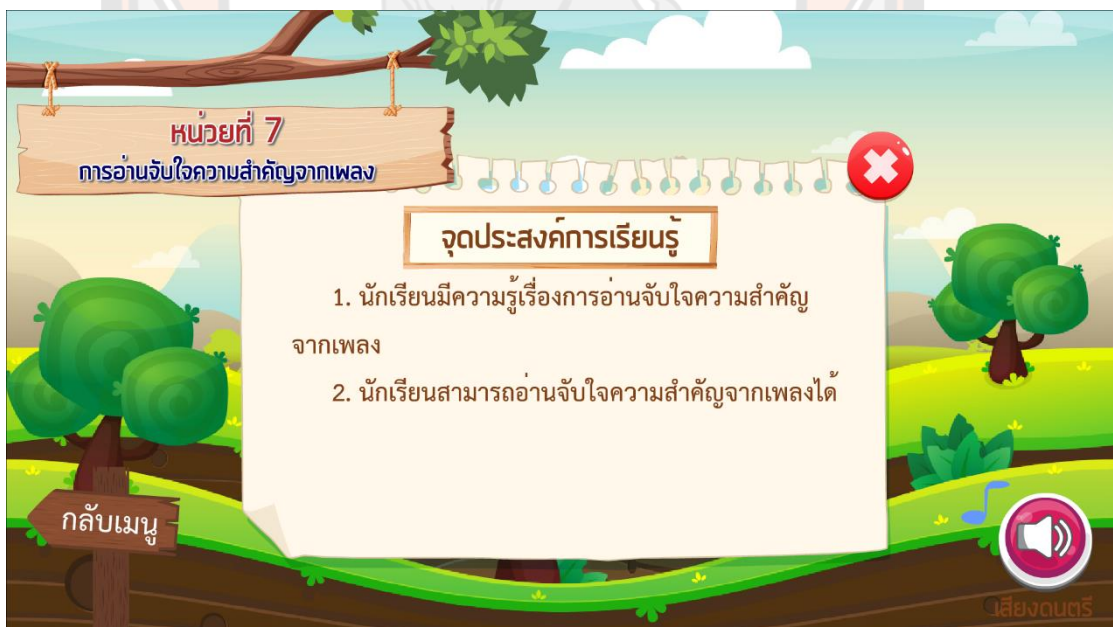 หน่วยที่ 7
การอ่านจับใจความสำคัญจากเพลง
จุดประสงค์การเรียนรู้
1. นักเรียนมีความรู้เรื่องการอ่านจับใจความสำคัญ
จากเพลง
2. นักเรียนสามารถอ่านจับใจความสำคัญจากเพลงได้
กลับเมนู
เสียงดนตรี